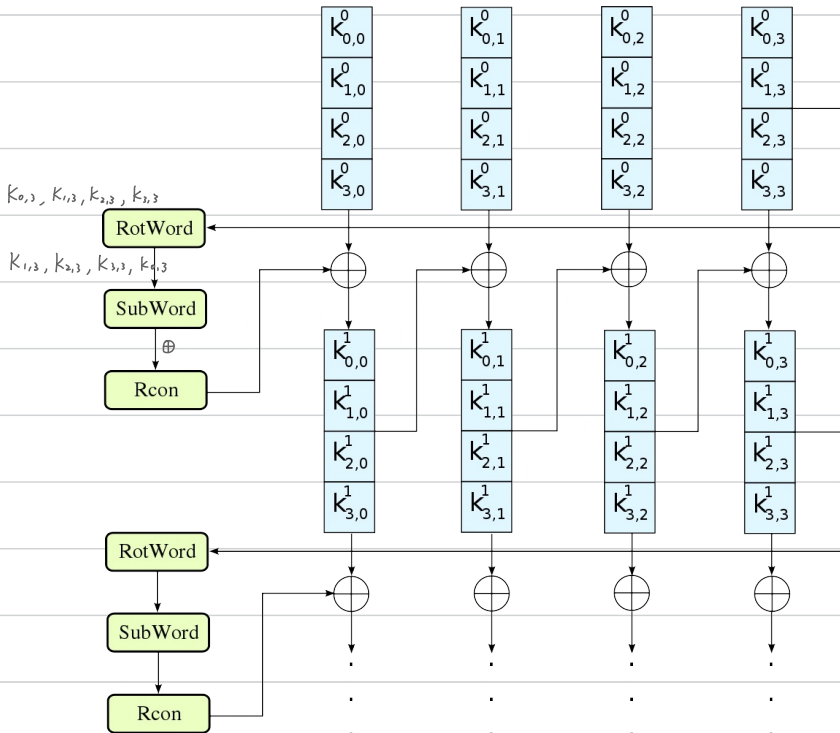 k⁰₀,₀ k⁰₀,₁ k⁰₀,₂ k⁰₀,₃
k⁰₁,₀ k⁰₁,₁ k⁰₁,₂ k⁰₁,₃
k⁰₂,₀ k⁰₂,₁ k⁰₂,₂ k⁰₂,₃
k⁰₃,₀ k⁰₃,₁ k⁰₃,₂ k⁰₃,₃
K₀,₃ , K₁,₃ , K₂,₃ , K₃,₃
RotWord
K₁,₃ , K₂,₃ , K₃,₃ , K₀,₃
SubWord
⊕
Rcon
k¹₀,₀ k¹₀,₁ k¹₀,₂ k¹₀,₃
k¹₁,₀ k¹₁,₁ k¹₁,₂ k¹₁,₃
k¹₂,₀ k¹₂,₁ k¹₂,₂ k¹₂,₃
k¹₃,₀ k¹₃,₁ k¹₃,₂ k¹₃,₃
RotWord
SubWord
Rcon